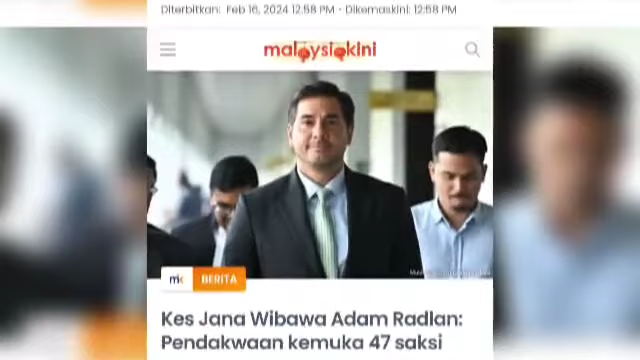 Diterbitkan: Feb 16, 2024 12.58 PM • Dikemaskini: 12:58 PM
malaysiakini
mk BERITA
Kes Jana Wibawa Adam Radlan:
Pendakwaan kemuka 47 saksi